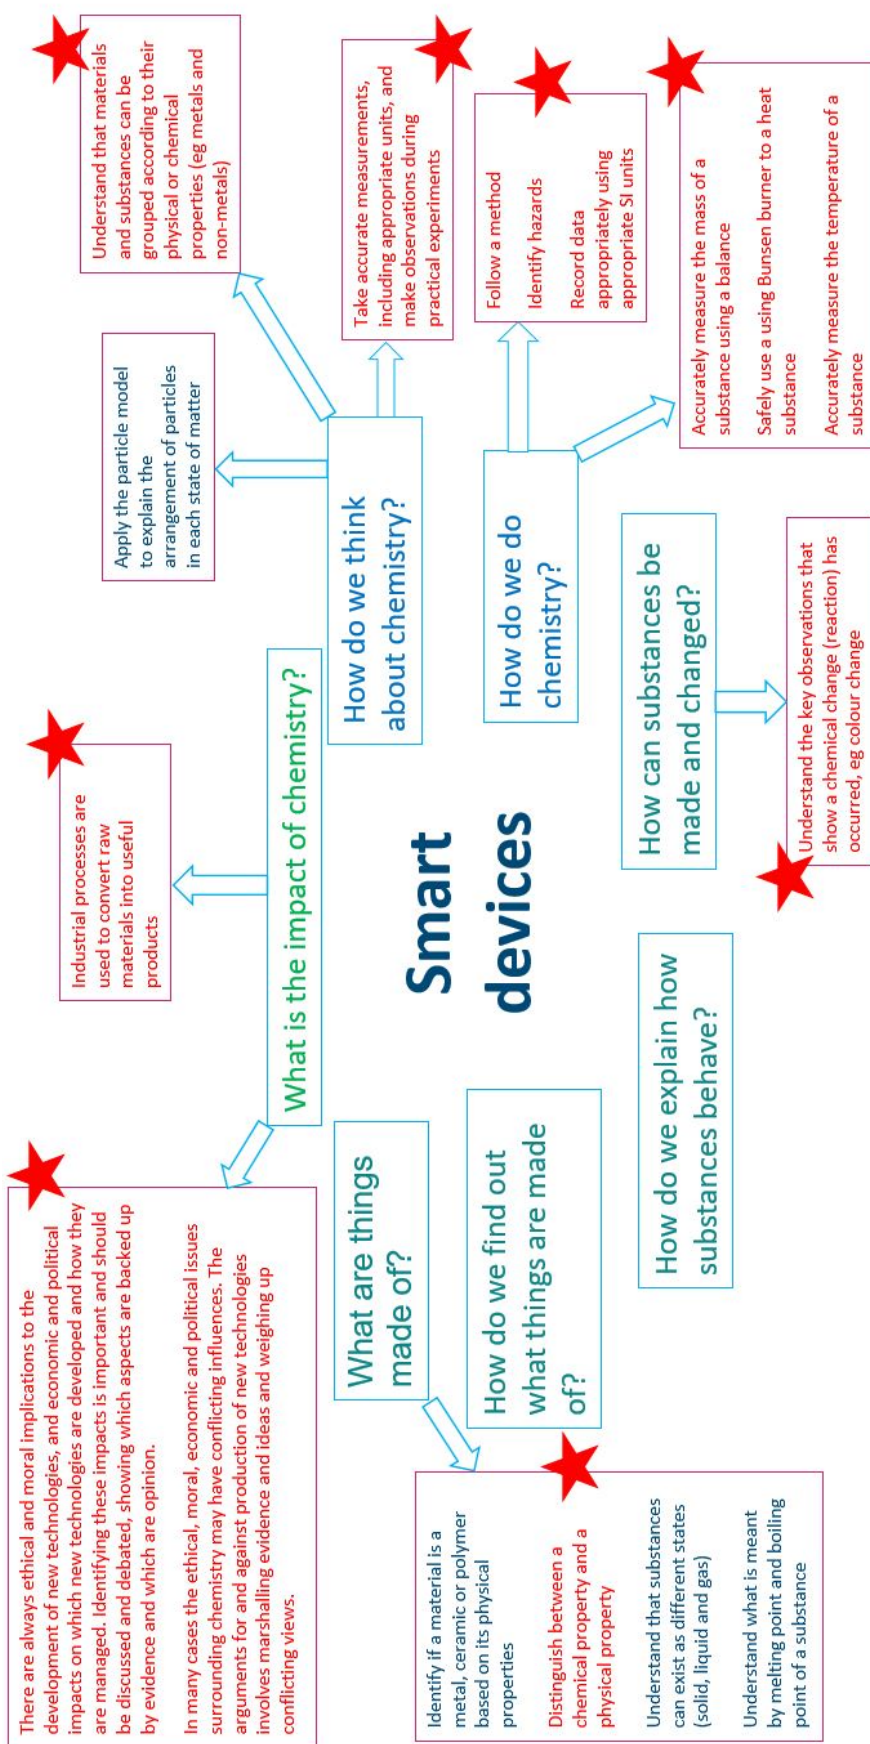 There are always ethical and moral implications to the
development of new technologies, and economic and political
impacts on which new technologies are developed and how they
are managed. Identifying these impacts is important and should
be discussed and debated, showing which aspects are backed up
by evidence and which are opinion.
In many cases the ethical, moral, economic and political issues
surrounding chemistry may have conflicting influences. The
arguments for and against production of new technologies
involves marshalling evidence and ideas and weighing up
conflicting views.
Industrial processes are
used to convert raw
materials into useful
products
Apply the particle model
to explain the
arrangement of particles
in each state of matter
Understand that materials
and substances can be
grouped according to their
physical or chemical
properties (eg metals and
non-metals)
What is the impact of chemistry?
What are things
made of?
How do we think
about chemistry?
Take accurate measurements,
including appropriate units, and
make observations during
practical experiments
Smart
devices
Identify if a material is a
metal, ceramic or polymer
based on its physical
properties
Distinguish between a
chemical property and a
physical property
Understand that substances
can exist as different states
(solid, liquid and gas)
Understand what is meant
by melting point and boiling
point of a substance
How do we find out
what things are made
of?
How do we do
chemistry?
Follow a method
Identify hazards
Record data
appropriately using
appropriate SI units
How do we explain how
substances behave?
How can substances be
made and changed?
Accurately measure the mass of a
substance using a balance
Safely use a using Bunsen burner to a heat
substance
Accurately measure the temperature of a
substance
Understand the key observations that
show a chemical change (reaction) has
occurred, eg colour change